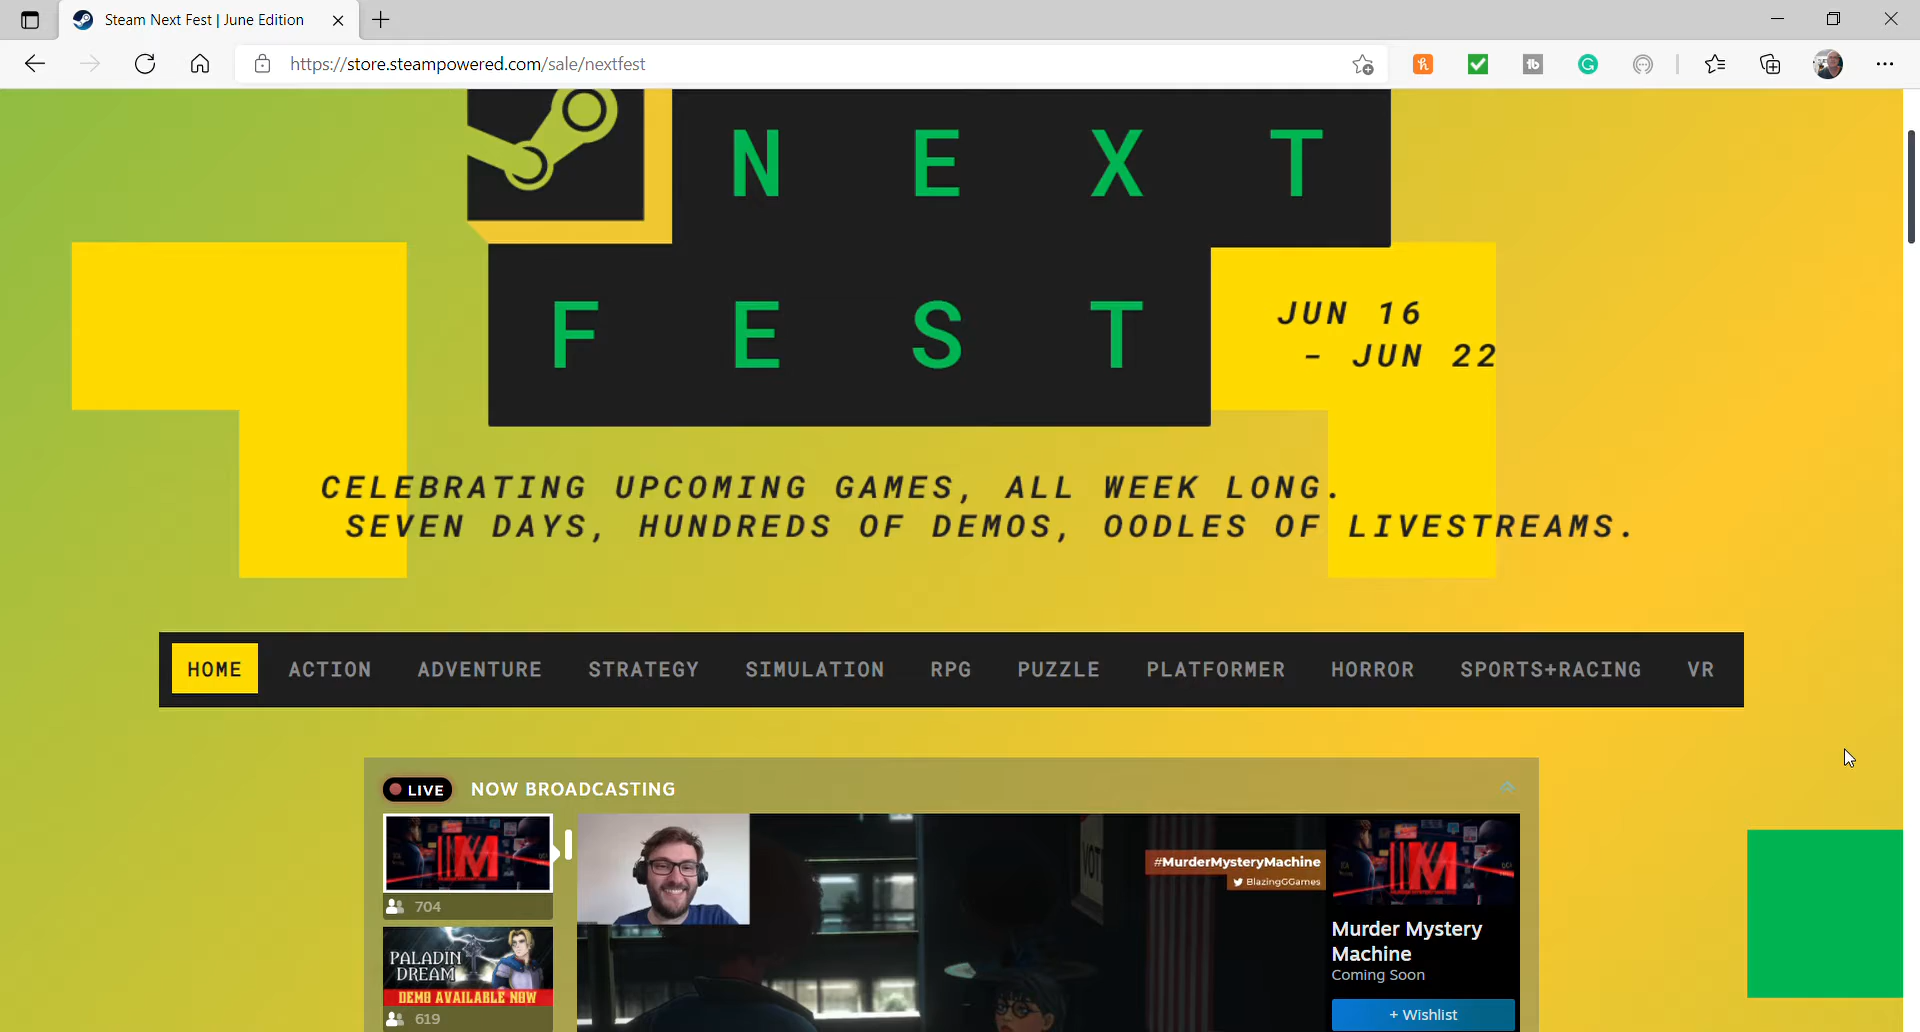 Steam Next Fest | June Edition
https://store.steampowered.com/sale/nextfest
NEXT
FEST
JUN 16
- JUN 22
CELEBRATING UPCOMING GAMES, ALL WEEK LONG.
SEVEN DAYS, HUNDREDS OF DEMOS, OODLES OF LIVESTREAMS.
HOME ACTION ADVENTURE STRATEGY SIMULATION RPG PUZZLE PLATFORMER HORROR SPORTS+RACING VR
LIVE NOW BROADCASTING
M
704
PALADIN
DREAM
DEMO AVAILABLE NOW
619
VOTE
#MurderMysteryMachine
BlazingGGames
M
Murder Mystery
Machine
Coming Soon
+ Wishlist